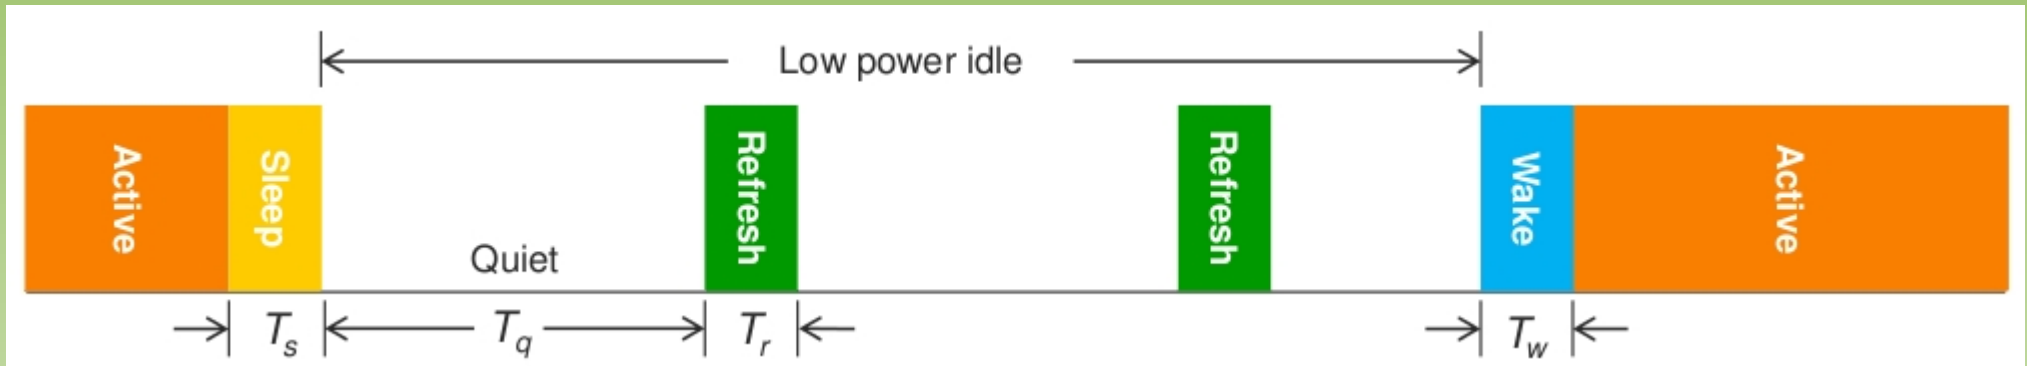 Low power idle
Active
Sleep
Quiet
Refresh
Refresh
Wake
Active
Ts
Tq
Tr
Tw